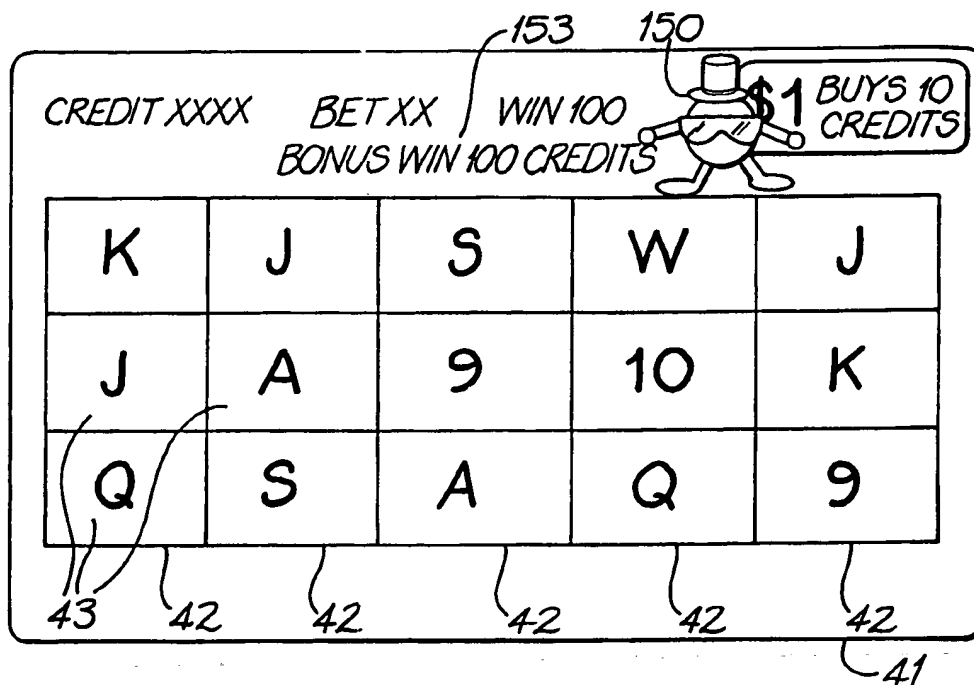 153 150
CREDIT XXXX BET XX WIN 100 $1 BUYS 10
CREDITS
BONUS WIN 100 CREDITS
K J S W J
J A 9 10 K
Q S A Q 9
43 42 42 42 42 42
41